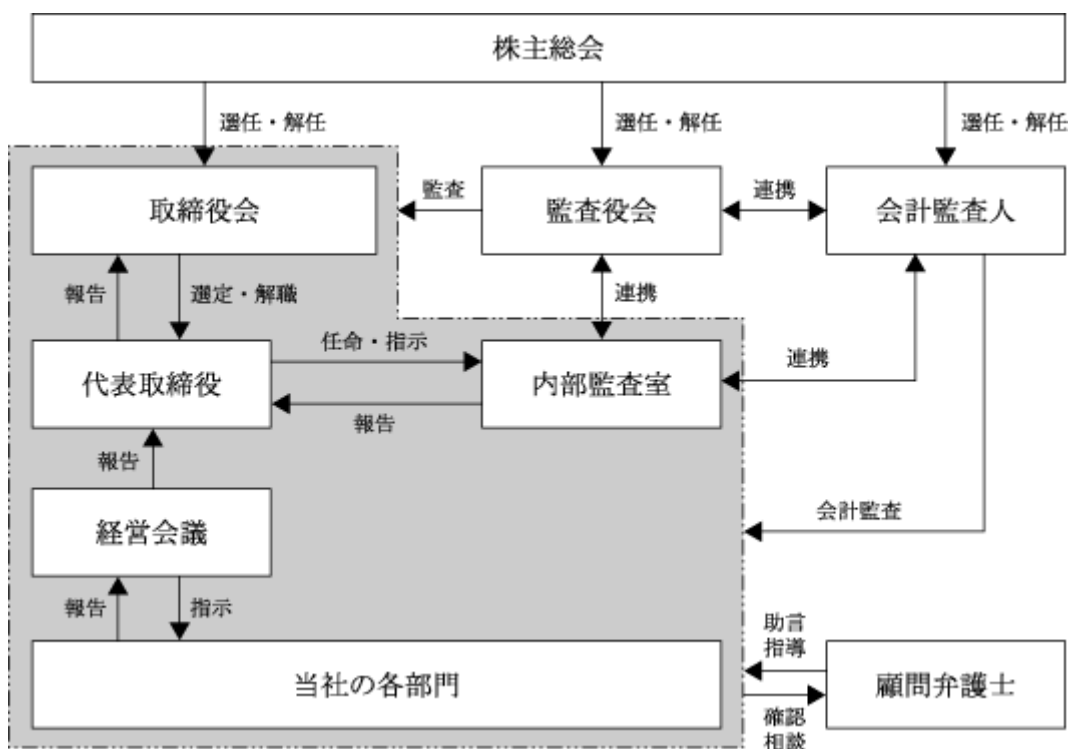 株主総会
選任・解任
選任・解任
選任・解任
取締役会
監査
監査役会
連携
会計監査人
報告
選定・解職
連携
代表取締役
任命・指示
報告
内部監査室
連携
報告
経営会議
会計監査
報告
指示
当社の各部門
助言
指導
顧問弁護士
確認
相談